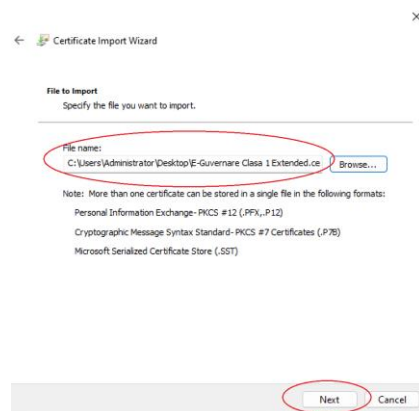 Certificate Import Wizard
File to Import
Specify the file you want to import.
File name:
C:\Users\Administrator\Desktop\E-Guvernare Clasa 1 Extended.ce Browse...
Note: More than one certificate can be stored in a single file in the following formats:
Personal Information Exchange- PKCS #12 (.PFX,.P12)
Cryptographic Message Syntax Standard- PKCS #7 Certificates (.P7B)
Microsoft Serialized Certificate Store (.SST)
Next Cancel